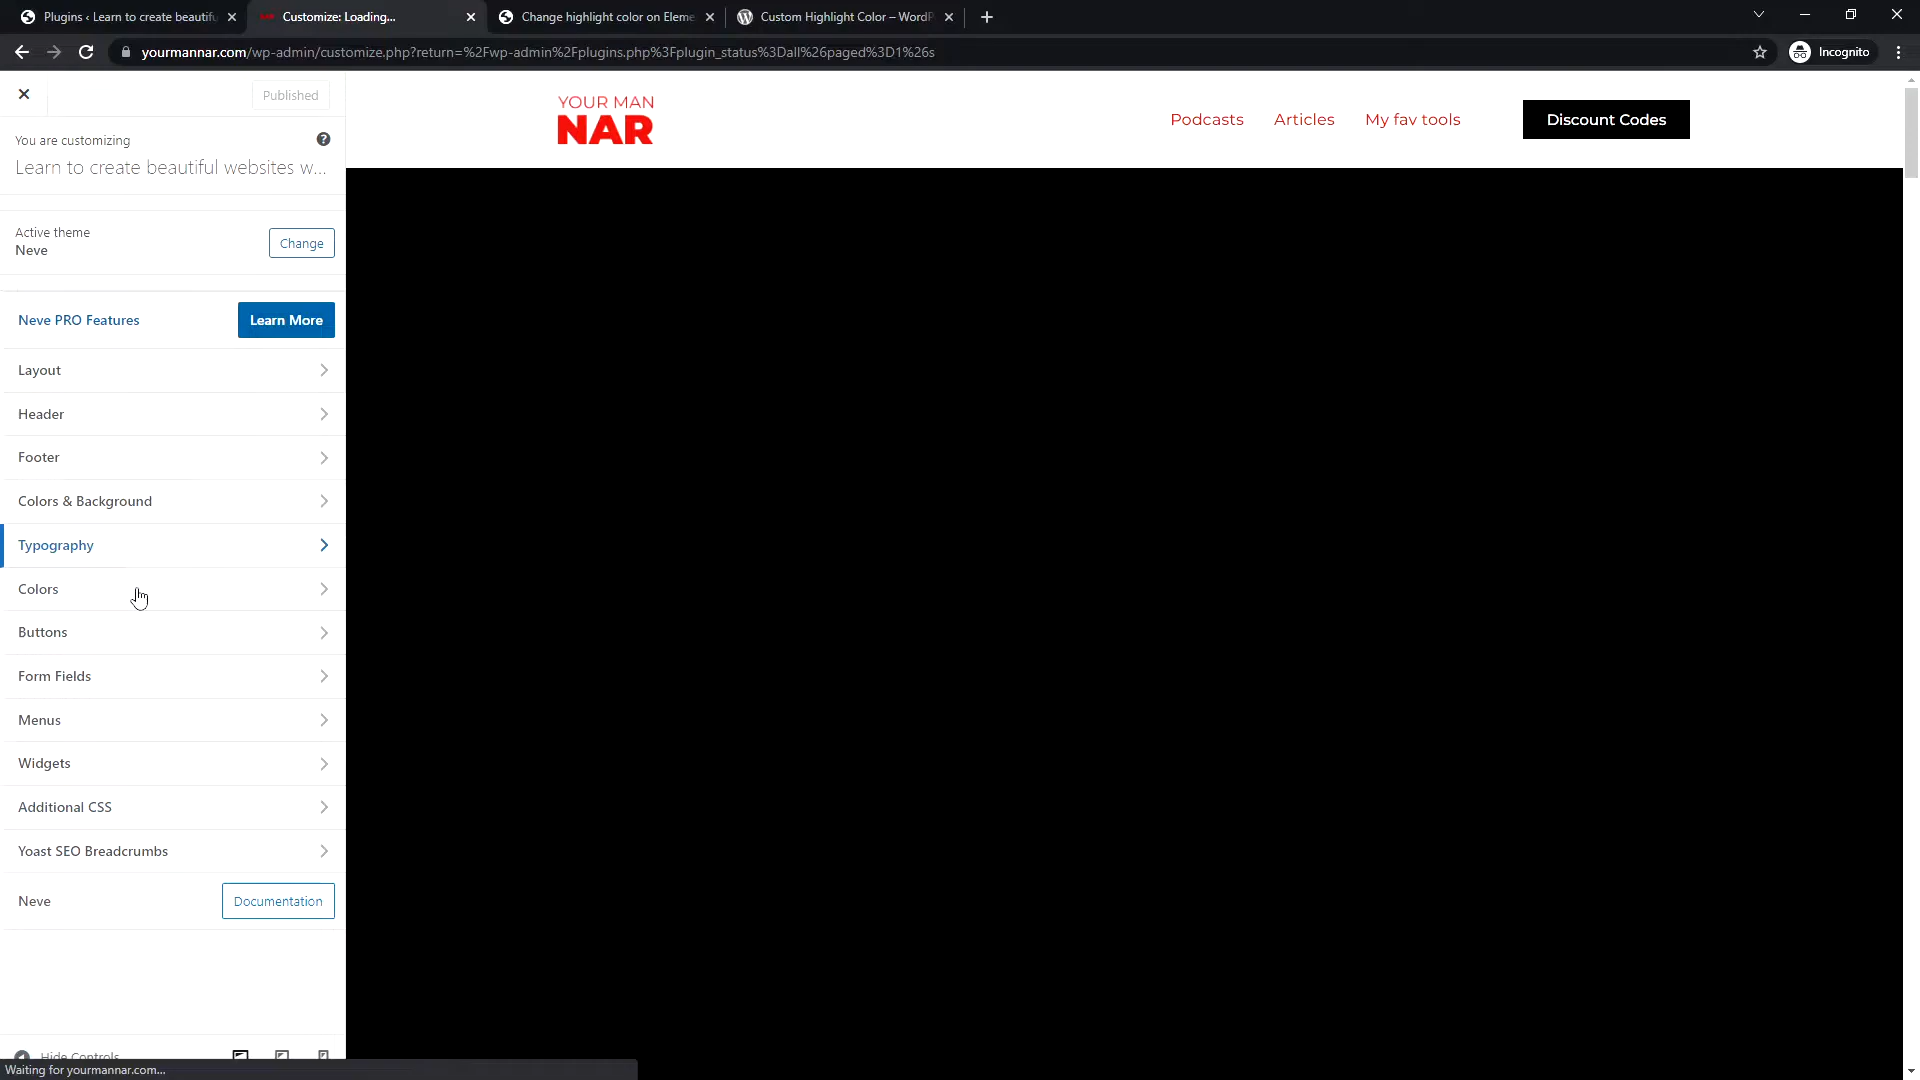 Plugins ‹ Learn to create beautifu
Customize: Loading...
Change highlight color on Eleme
Custom Highlight Color – WordP
yourmannar.com/wp-admin/customize.php?return=%2Fwp-admin%2Fplugins.php%3Fplugin_status%3Dall%26paged%3D1%26s
Incognito
Published
You are customizing
Learn to create beautiful websites w...
Active theme
Neve
Change
Neve PRO Features
Learn More
Layout
Header
Footer
Colors & Background
Typography
Colors
Buttons
Form Fields
Menus
Widgets
Additional CSS
Yoast SEO Breadcrumbs
Neve
Documentation
Hide Controls
Waiting for yourmannar.com...
YOUR MAN
NAR
Podcasts
Articles
My fav tools
Discount Codes